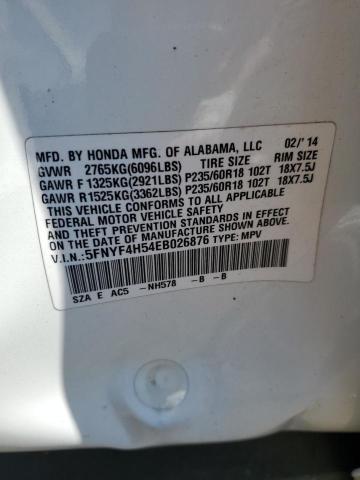 MFD. BY HONDA MFG. OF ALABAMA, LLC 02/'14
GVWR 2765KG(6096LBS) TIRE SIZE RIM SIZE
GAWR F 1325KG(2921LBS) P235/60R18 102T 18X7.5J
GAWR R 1525KG(3362LBS) P235/60R18 102T 18X7.5J
THIS VEHICLE CONFORMS TO ALL APPLICABLE
FEDERAL MOTOR VEHICLE SAFETY, BUMPER, AND
THEFT PREVENTION STANDARDS IN EFFECT ON THE
DATE OF MANUFACTURE SHOWN ABOVE.
V.I.N.: 5FNYF4H54EB026876 TYPE: MPV
SZA E AC5 -NH578 -B -B